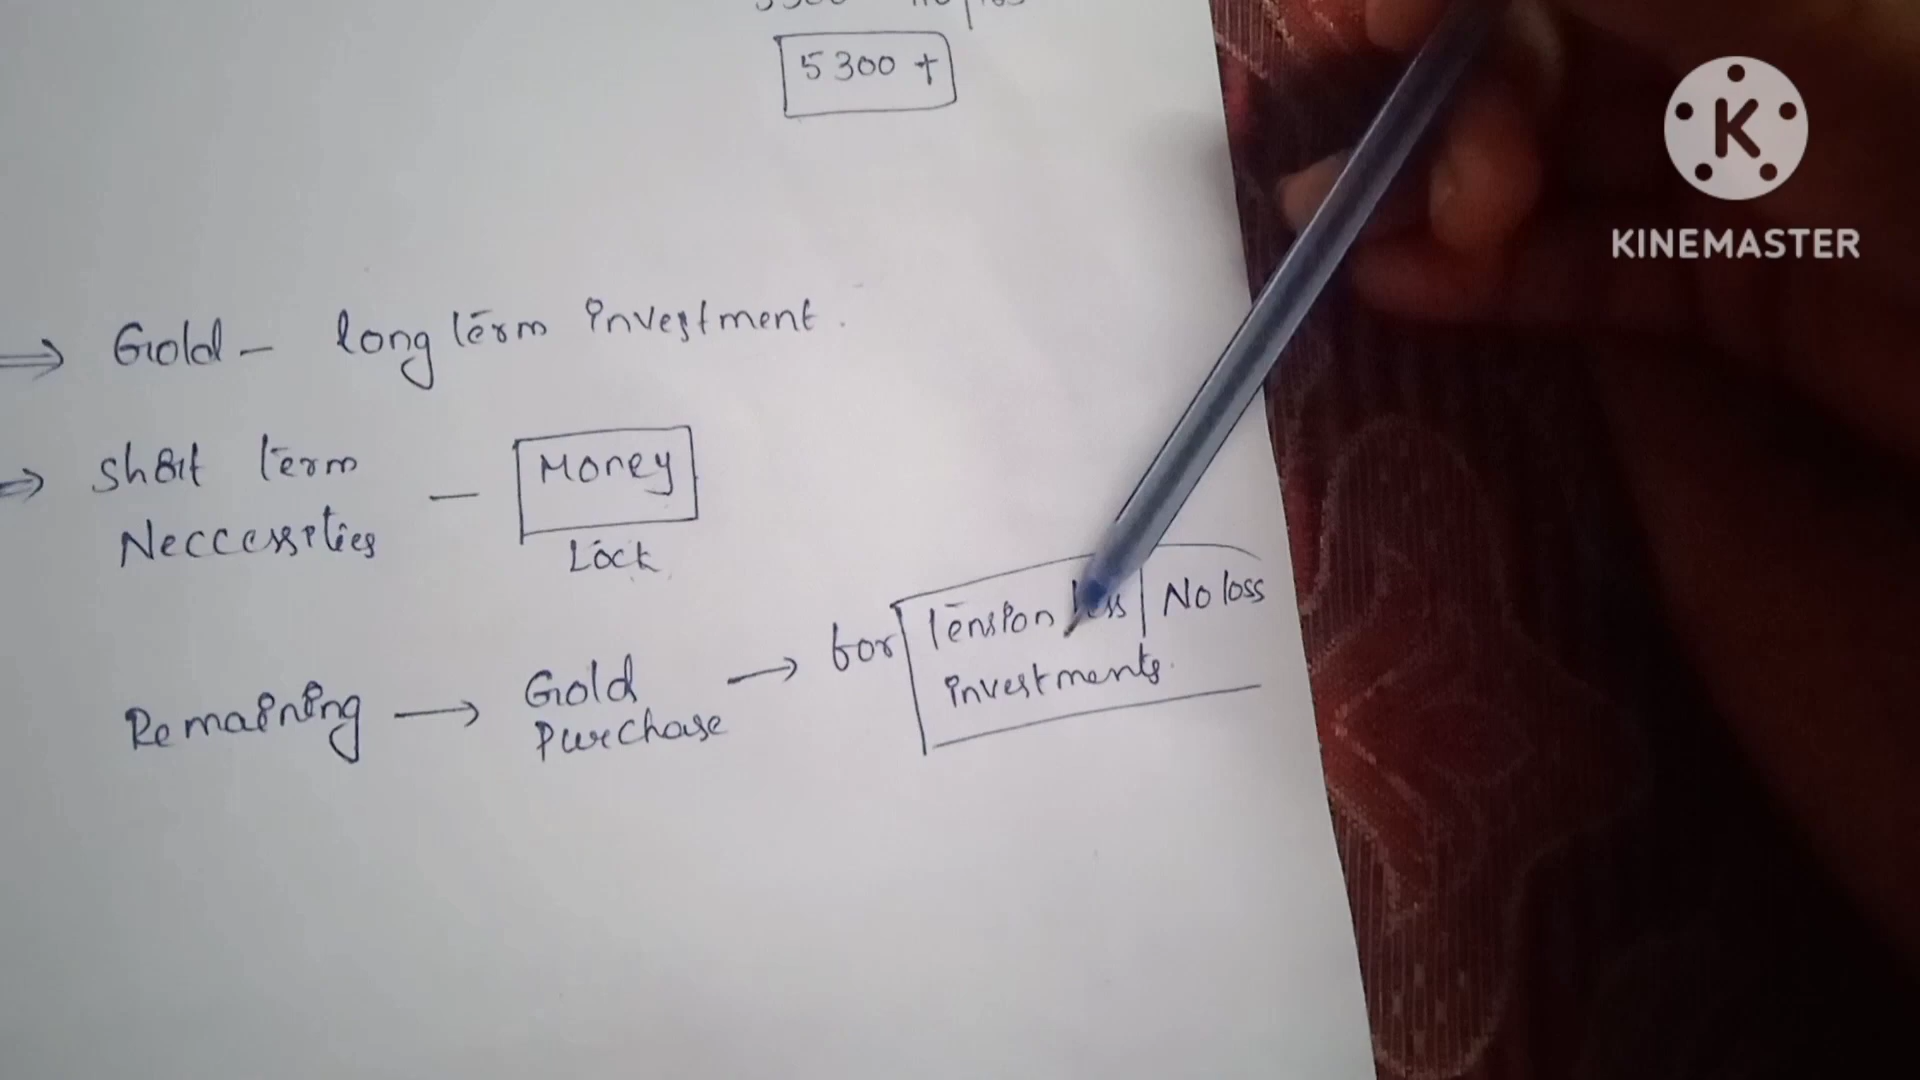 5300 +
K
KINEMASTER
⇒ Gold - long term investment.
⇒ Short term Neccessities - Money
Lock
Remaining → Gold Purchase → for Tension less investments. | No loss